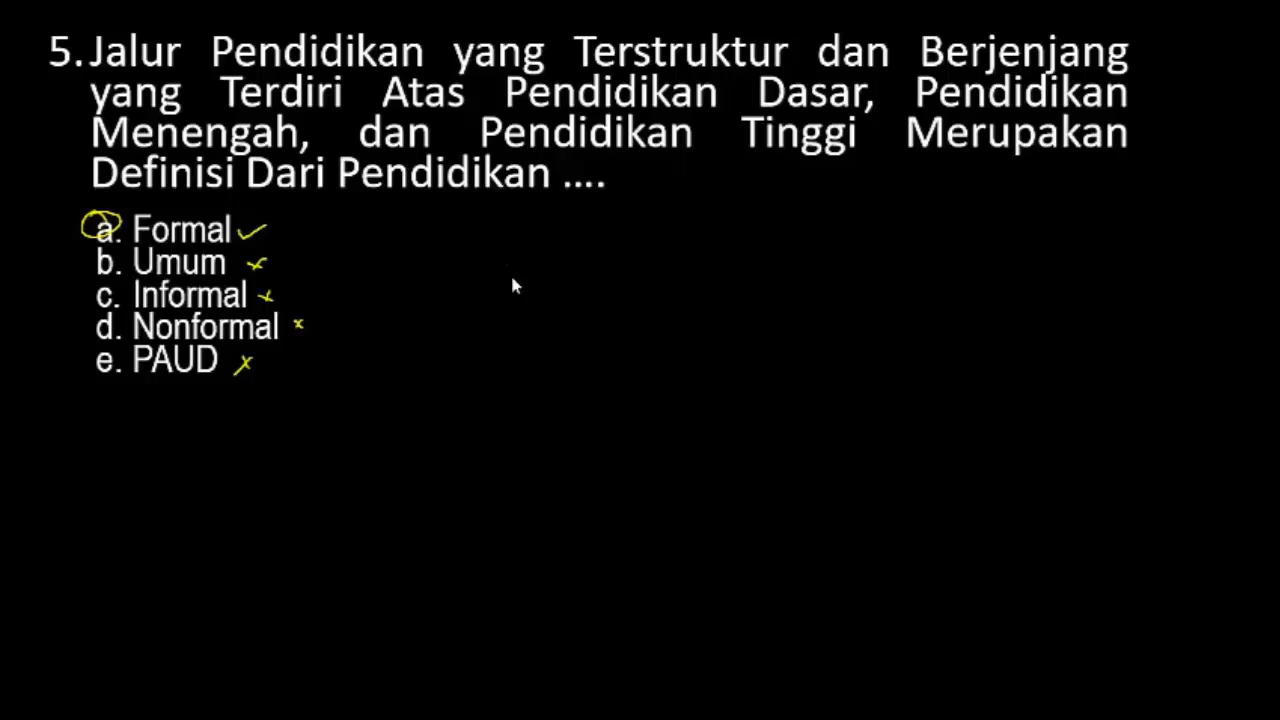 5. Jalur Pendidikan yang Terstruktur dan Berjenjang
yang Terdiri Atas Pendidikan Dasar, Pendidikan
Menengah, dan Pendidikan Tinggi Merupakan
Definisi Dari Pendidikan ....
a. Formal
b. Umum
c. Informal
d. Nonformal
e. PAUD